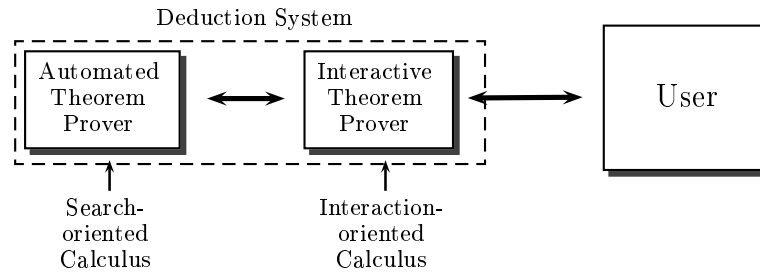 Deduction System
Automated
Theorem
Prover
Interactive
Theorem
Prover
User
Search-
oriented
Calculus
Interaction-
oriented
Calculus